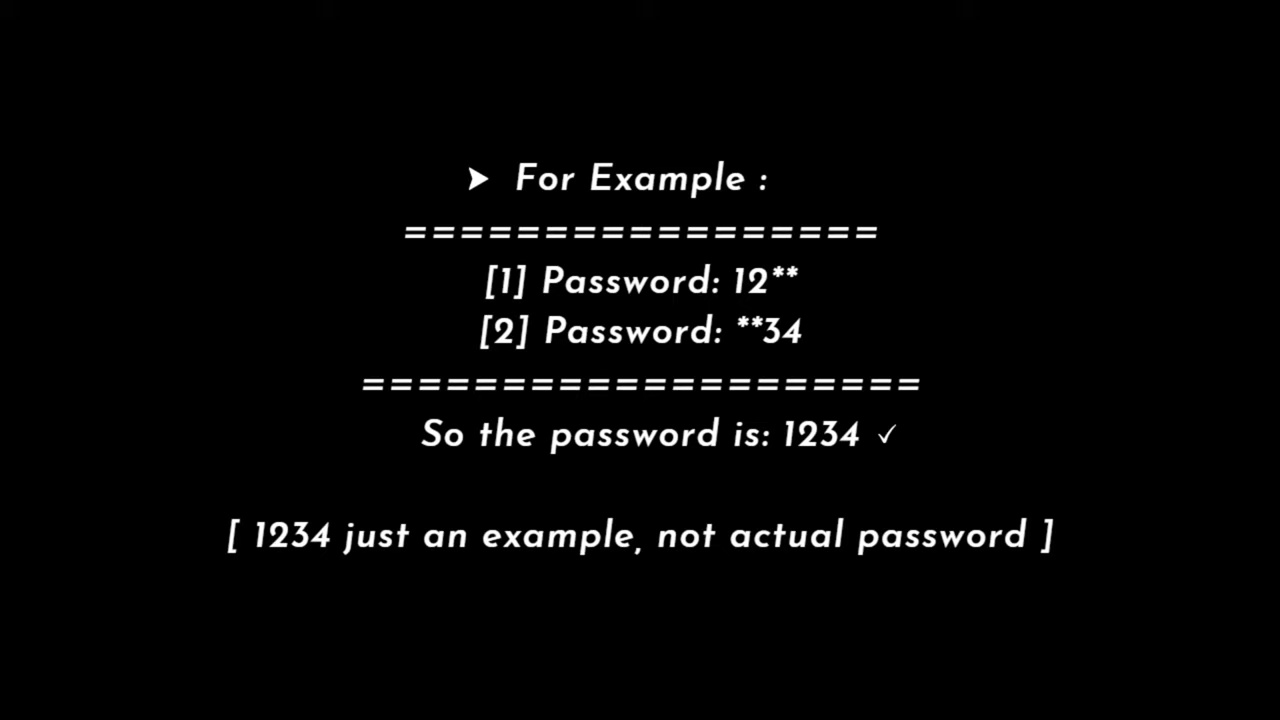 ➤ For Example :
=================
[1] Password: 12**
[2] Password: **34
====================
So the password is: 1234 ✓
[ 1234 just an example, not actual password ]